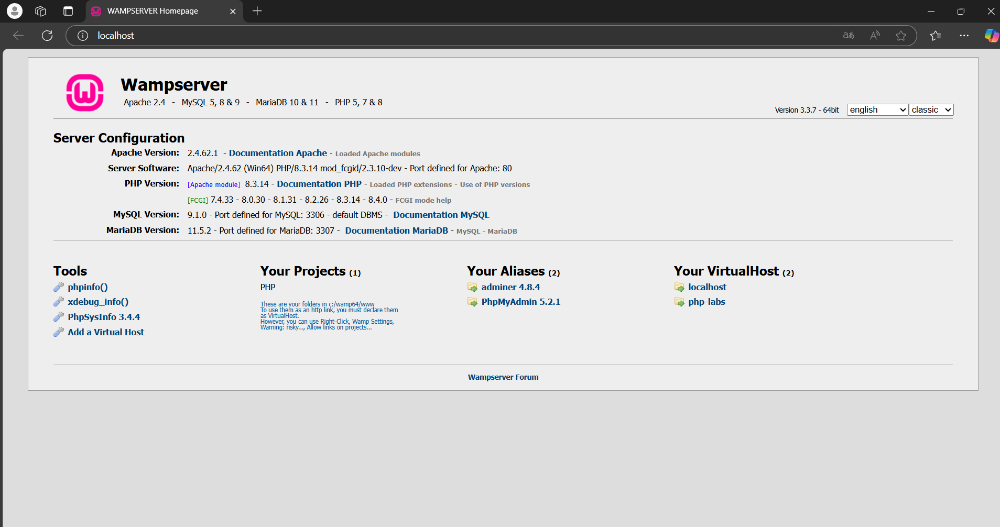 WAMPSERVER Homepage
localhost
aあ
Wampserver
Apache 2.4 - MySQL 5, 8 & 9 - MariaDB 10 & 11 - PHP 5, 7 & 8
Version 3.3.7 - 64bit english classic
Server Configuration
Apache Version: 2.4.62.1 - Documentation Apache - Loaded Apache modules
Server Software: Apache/2.4.62 (Win64) PHP/8.3.14 mod_fcgid/2.3.10-dev - Port defined for Apache: 80
PHP Version: [Apache module] 8.3.14 - Documentation PHP - Loaded PHP extensions - Use of PHP versions
[FCGI] 7.4.33 - 8.0.30 - 8.1.31 - 8.2.26 - 8.3.14 - 8.4.0 - FCGI mode help
MySQL Version: 9.1.0 - Port defined for MySQL: 3306 - default DBMS - Documentation MySQL
MariaDB Version: 11.5.2 - Port defined for MariaDB: 3307 - Documentation MariaDB - MySQL - MariaDB
Tools
phpinfo()
xdebug_info()
PhpSysInfo 3.4.4
Add a Virtual Host
Your Projects (1)
PHP
These are your folders in c:/wamp64/www
To use them as an http link, you must declare them
as VirtualHost.
However, you can use Right-Click, Wamp Settings,
Warning: risky..., Allow links on projects...
Your Aliases (2)
adminer 4.8.4
PhpMyAdmin 5.2.1
Your VirtualHost (2)
localhost
php-labs
Wampserver Forum